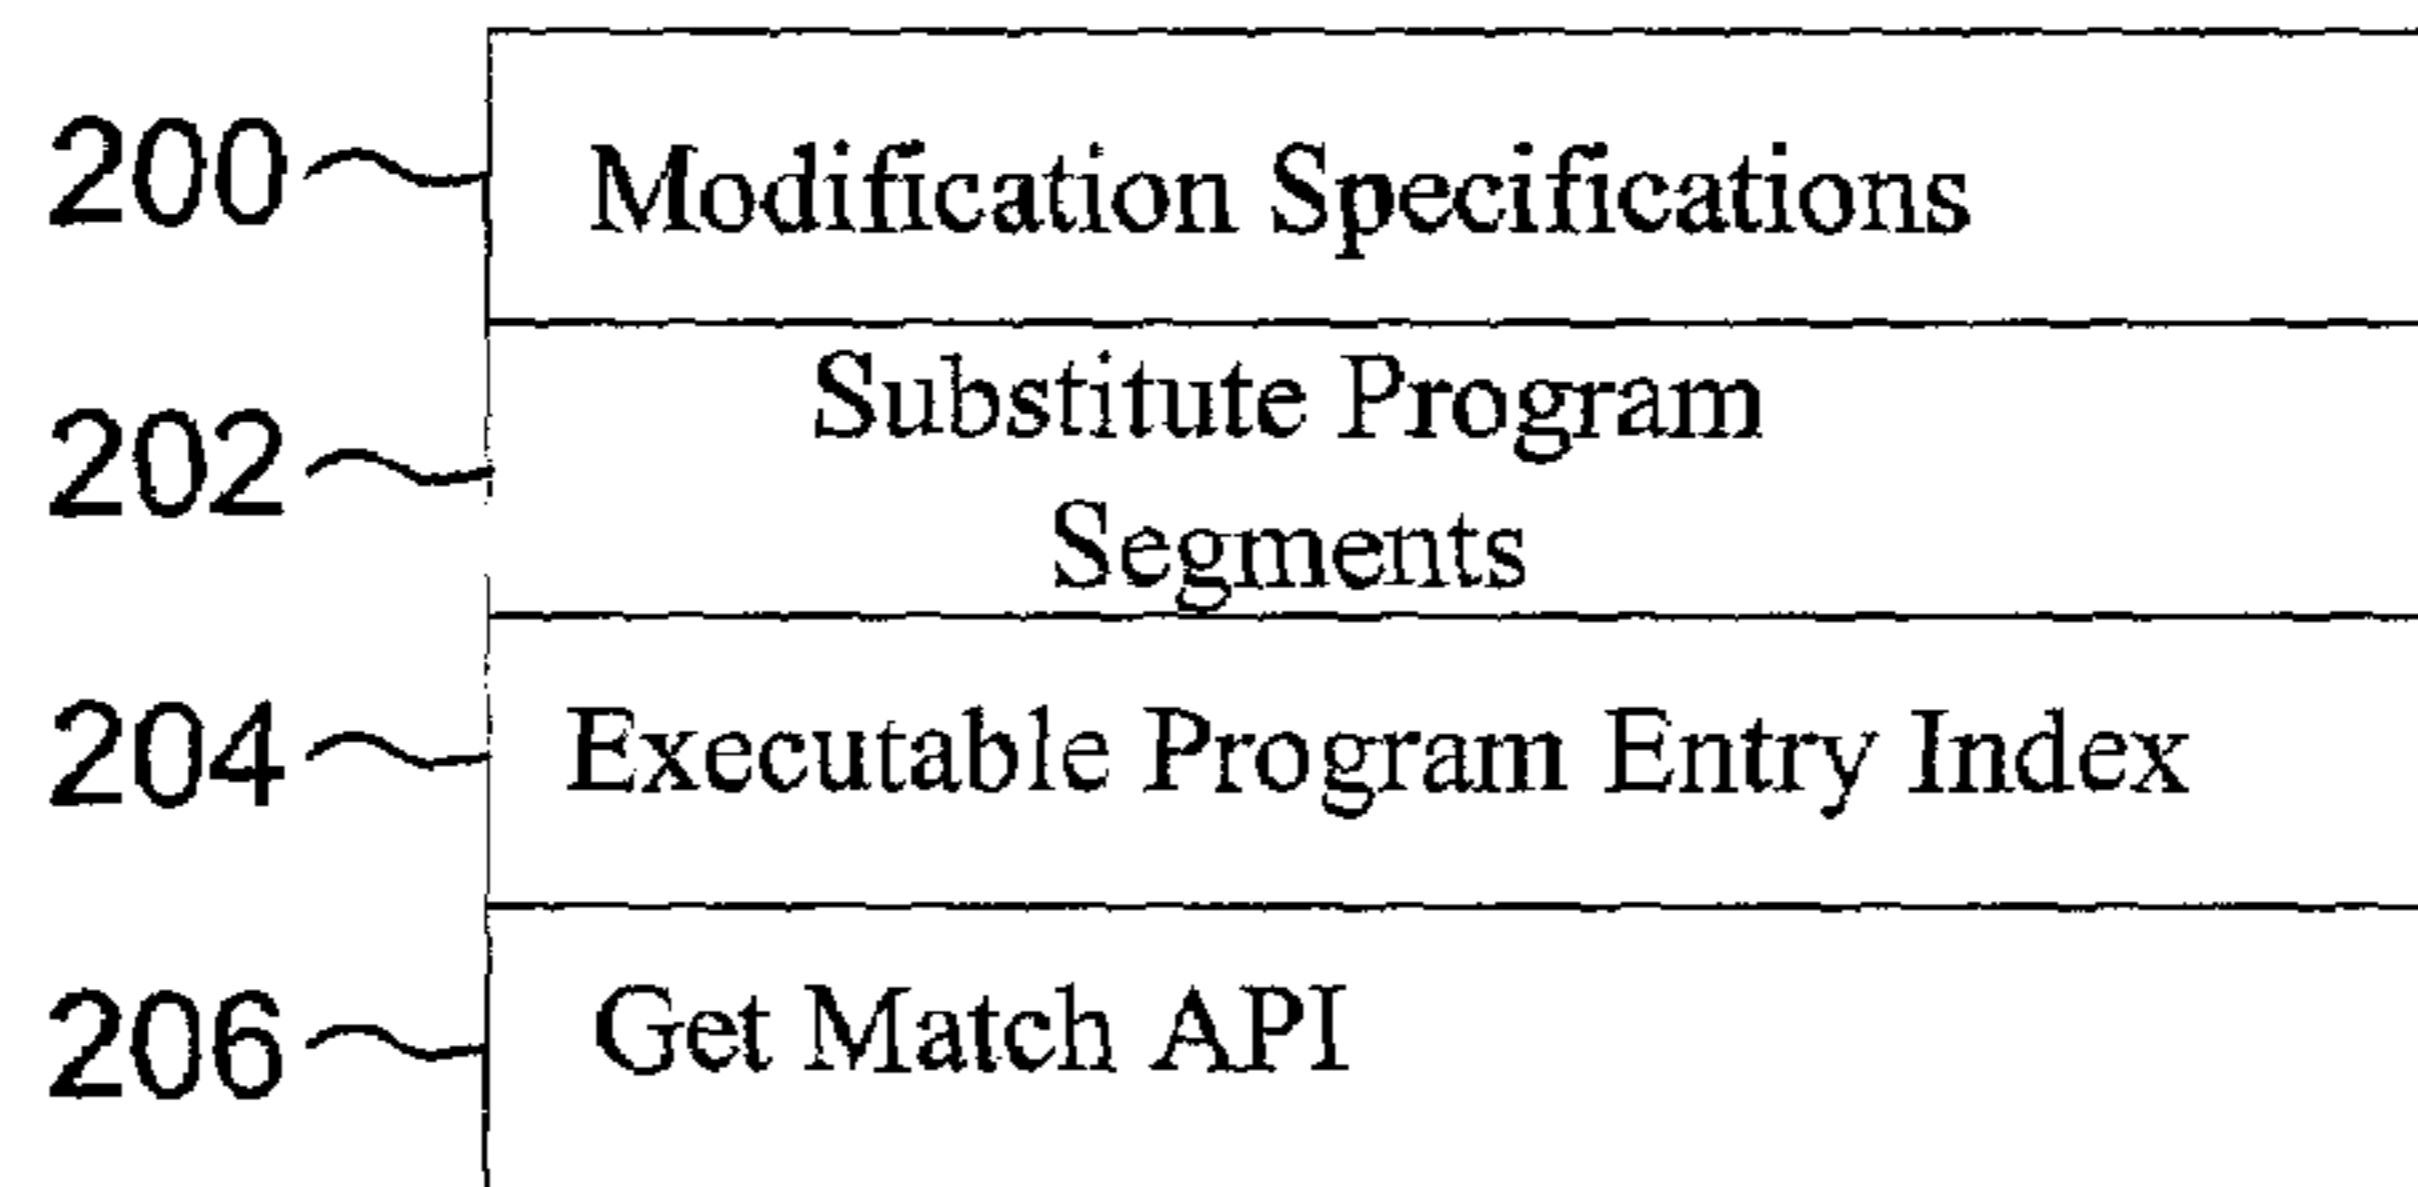 200 Modification Specifications
Substitute Program
202
Segments
204 Executable Program Entry Index
206 Get Match API